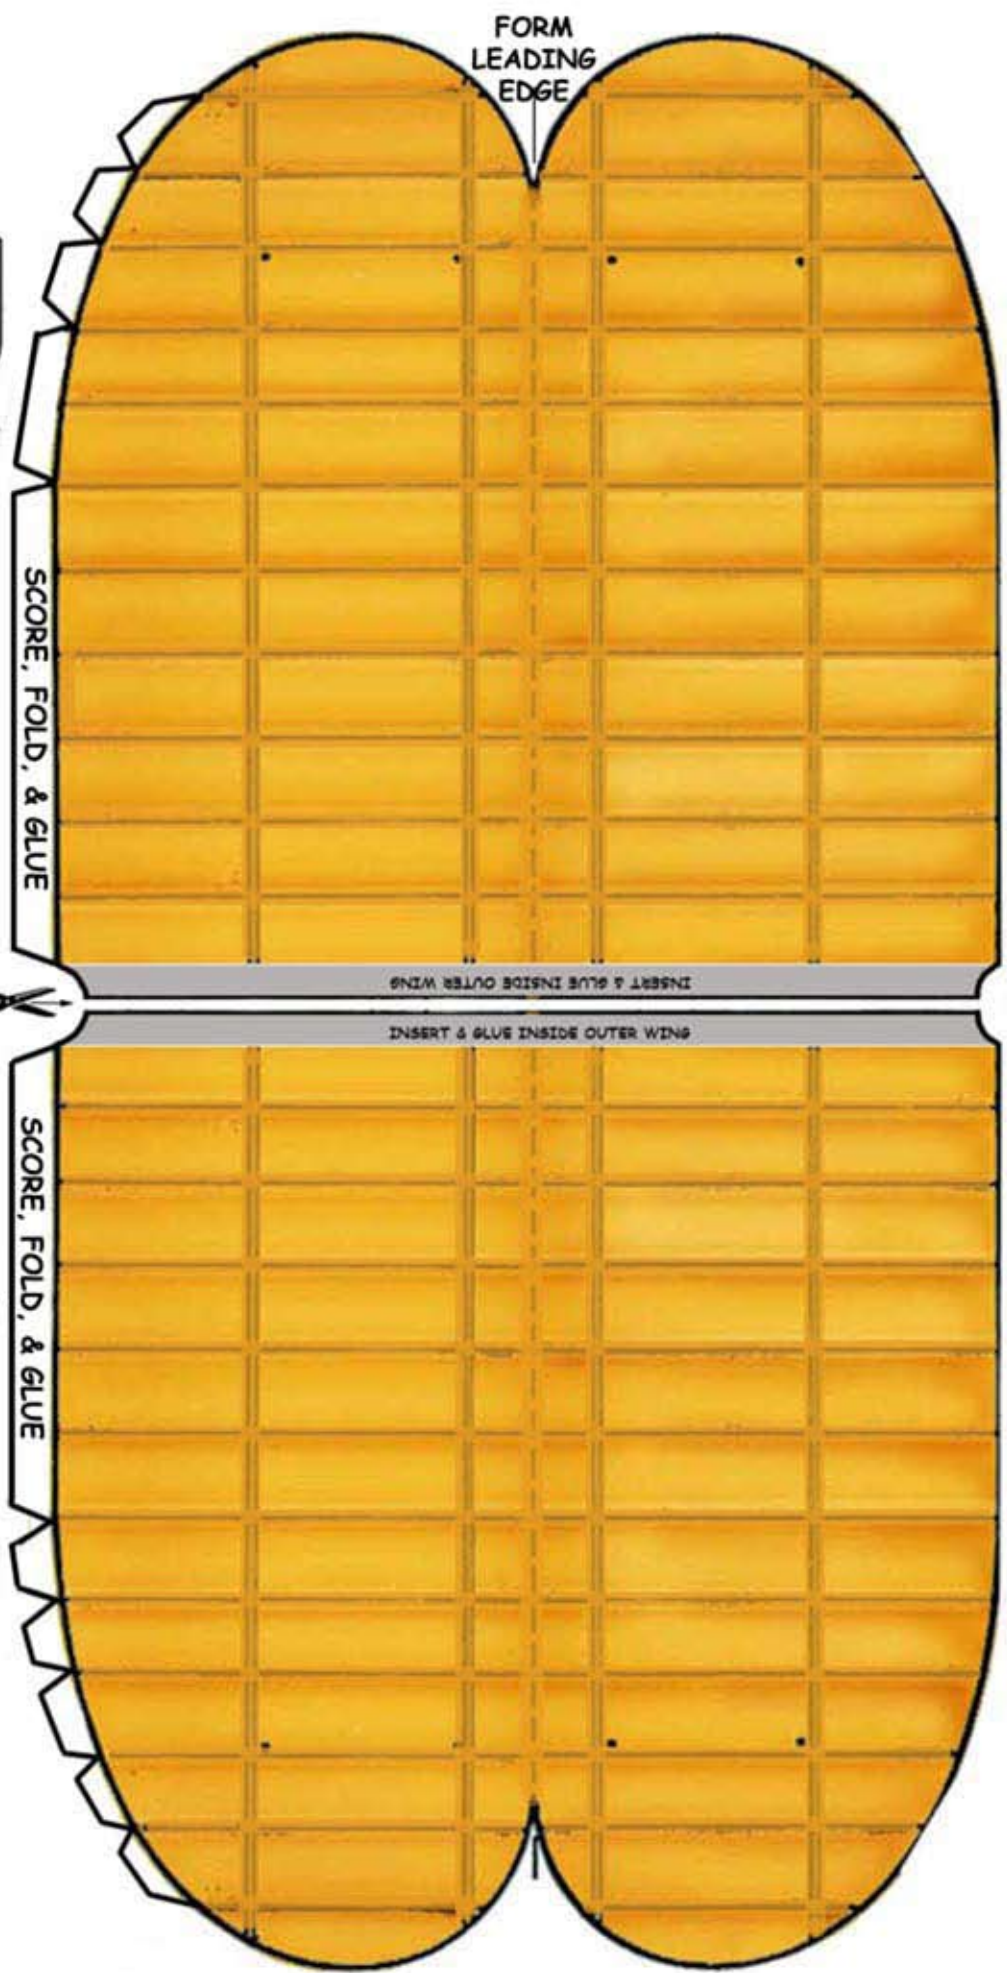 FORM
LEADING
EDGE
SCORE, FOLD, & GLUE
INSERT & GLUE INSIDE OUTER WING
INSERT & GLUE INSIDE OUTER WING
SCORE, FOLD, & GLUE